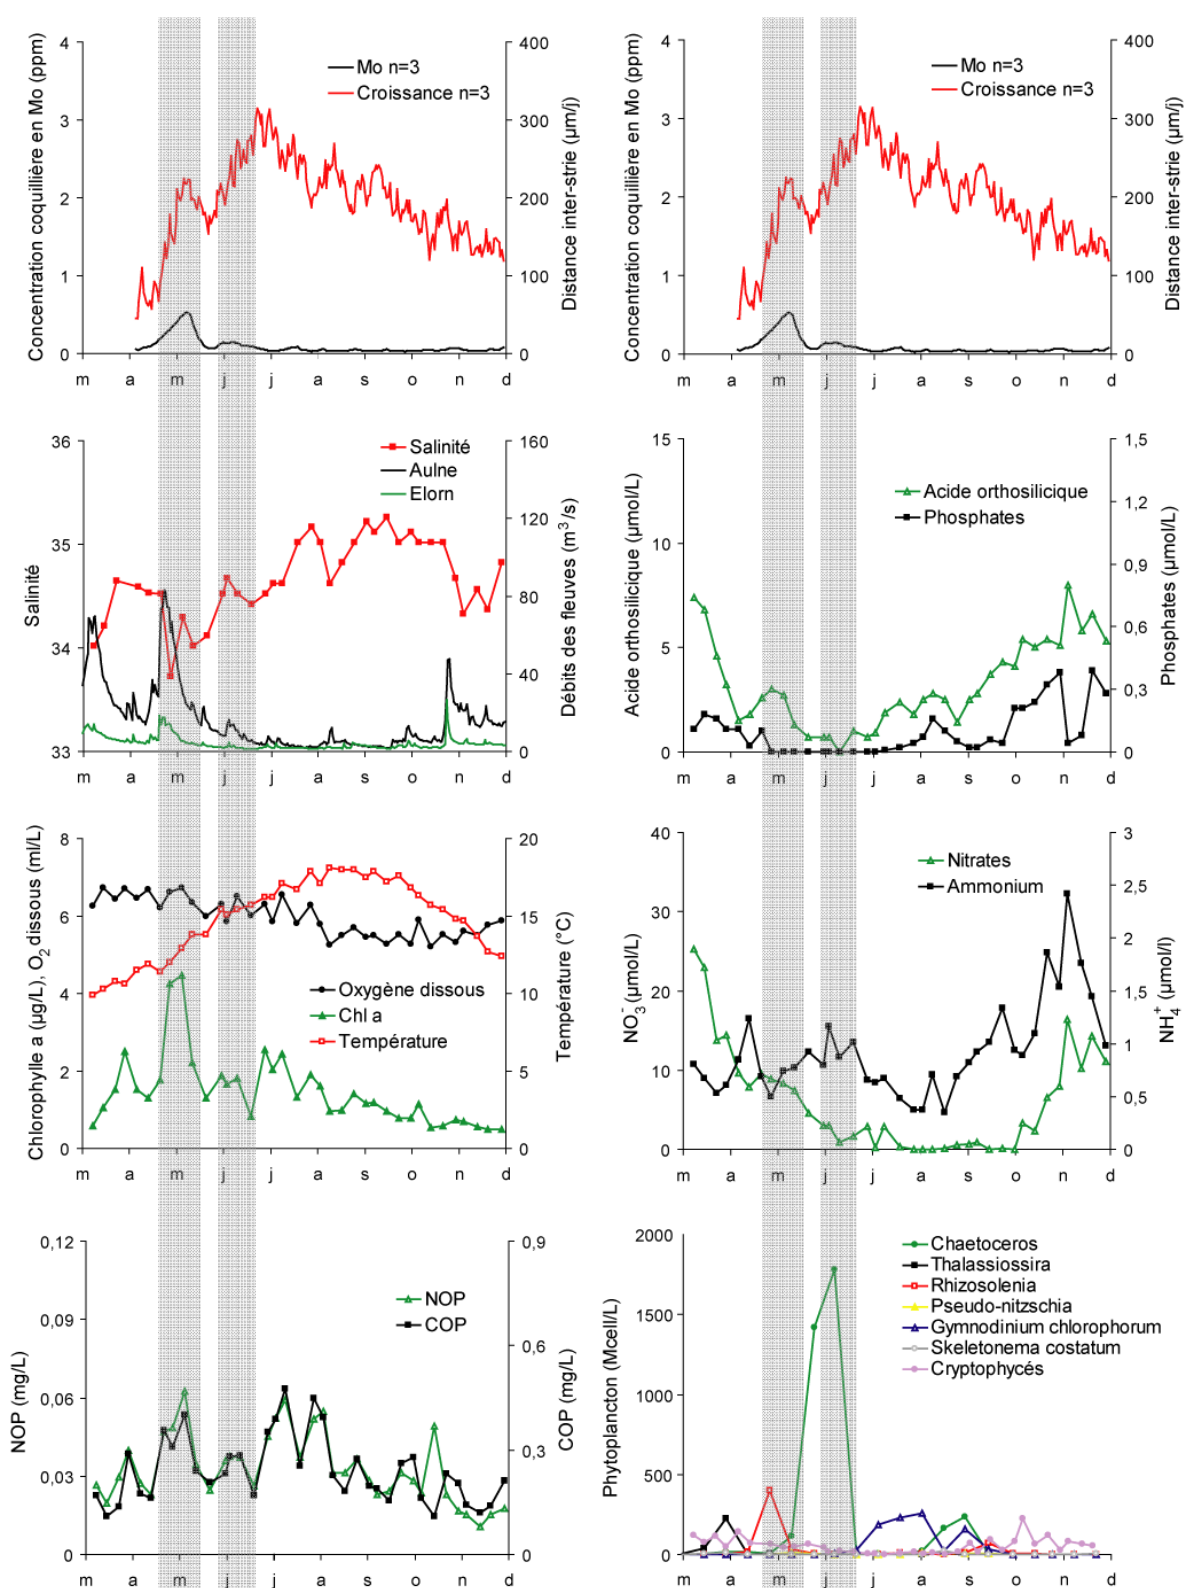 Concentration coquillière en Mo (ppm)
4
3
2
1
0
Mo n=3
Croissance n=3
400
300
200
100
0
Distance inter-strie (µm/j)
m a m j j a s o n d
Concentration coquillière en Mo (ppm)
4
3
2
1
0
Mo n=3
Croissance n=3
400
300
200
100
0
Distance inter-strie (µm/j)
m a m j j a s o n d
Salinité
36
35
34
33
Salinité
Aulne
Elorn
160
120
80
40
0
Débits des fleuves (m³/s)
m a m j j a s o n d
Acide orthosilicique (µmol/L)
15
10
5
0
Acide orthosilicique
Phosphates
1,5
1,2
0,9
0,6
0,3
0
Phosphates (µmol/L)
m a m j j a s o n d
Chlorophylle a (µg/L), O₂ dissous (ml/L)
8
6
4
2
0
Oxygène dissous
Chl a
Température
20
15
10
5
0
Température (°C)
m a m j j a s o n d
NO₃⁻ (µmol/L)
40
30
20
10
0
Nitrates
Ammonium
3
2,5
2
1,5
1
0,5
0
NH₄⁺ (µmol/l)
m a m j j a s o n d
NOP (mg/L)
0,12
0,09
0,06
0,03
0
NOP
COP
0,9
0,6
0,3
0
COP (mg/L)
m a m j j a s o n d
Phytoplancton (Mcell/L)
2000
1500
1000
500
0
Chaetoceros
Thalassiossira
Rhizosolenia
Pseudo-nitzschia
Gymnodinium chlorophorum
Skeletonema costatum
Cryptophycés
m a m j j a s o n d